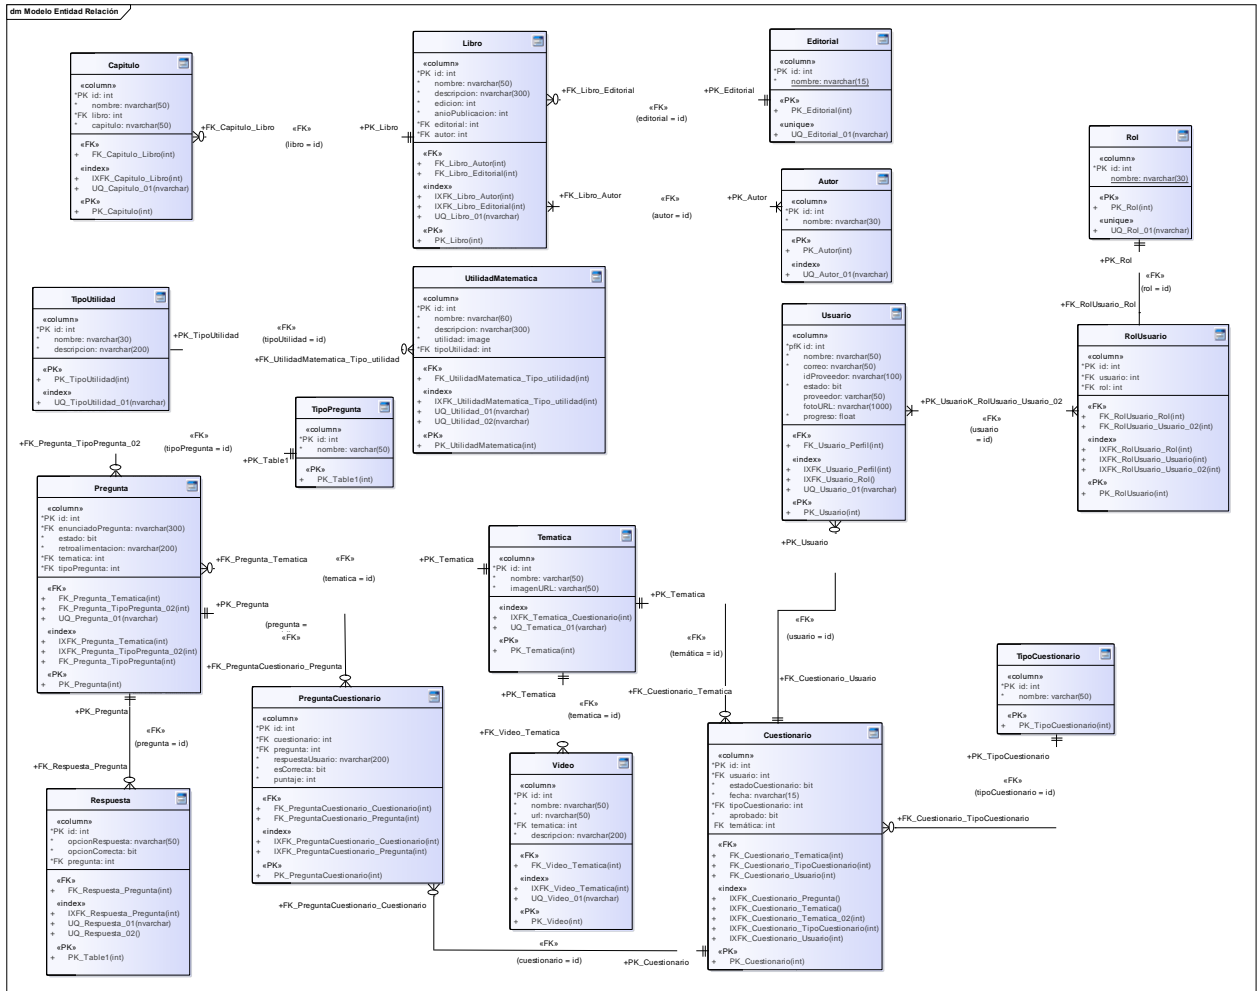 dm Modelo Entidad Relación
Capitulo
«column»
*PK id: int
* nombre: nvarchar(50)
*FK libro: int
* capitulo: nvarchar(50)
«FK»
+ FK_Capitulo_Libro(int)
«index»
+ IXFK_Capitulo_Libro(int)
+ UQ_Capitulo_01(nvarchar)
«PK»
+ PK_Capitulo(int)
+FK_Capitulo_Libro
«FK»
(libro = id)
+PK_Libro
Libro
«column»
*PK id: int
* nombre: nvarchar(50)
* descripcion: nvarchar(300)
* edicion: int
* anioPublicacion: int
*FK editorial: int
*FK autor: int
«FK»
+ FK_Libro_Autor(int)
+ FK_Libro_Editorial(int)
«index»
+ IXFK_Libro_Autor(int)
+ IXFK_Libro_Editorial(int)
+ UQ_Libro_01(nvarchar)
«PK»
+ PK_Libro(int)
+FK_Libro_Editorial
«FK»
(editorial = id)
+PK_Editorial
Editorial
«column»
*PK id: int
* nombre: nvarchar(15)
«PK»
+ PK_Editorial(int)
«unique»
+ UQ_Editorial_01(nvarchar)
+FK_Libro_Autor
«FK»
(autor = id)
+PK_Autor
Autor
«column»
*PK id: int
* nombre: nvarchar(30)
«PK»
+ PK_Autor(int)
«index»
+ UQ_Autor_01(nvarchar)
Rol
«column»
*PK id: int
nombre: nvarchar(30)
«PK»
+ PK_Rol(int)
«unique»
+ UQ_Rol_01(nvarchar)
+PK_Rol
«FK»
(rol = id)
+FK_RolUsuario_Rol
TipoUtilidad
«column»
*PK id: int
* nombre: nvarchar(30)
* descripcion: nvarchar(200)
«PK»
+ PK_TipoUtilidad(int)
«index»
+ UQ_TipoUtilidad_01(nvarchar)
+PK_TipoUtilidad
«FK»
(tipoUtilidad = id)
+FK_UtilidadMatematica_Tipo_utilidad
UtilidadMatematica
«column»
*PK id: int
* nombre: nvarchar(60)
* descripcion: nvarchar(300)
* utilidad: image
*FK tipoUtilidad: int
«FK»
+ FK_UtilidadMatematica_Tipo_utilidad(int)
«index»
+ IXFK_UtilidadMatematica_Tipo_utilidad(int)
+ UQ_Utilidad_01(nvarchar)
+ UQ_Utilidad_02(nvarchar)
«PK»
+ PK_UtilidadMatematica(int)
Usuario
«column»
*pfK id: int
* nombre: nvarchar(50)
* correo: nvarchar(50)
idProveedor: nvarchar(100)
* estado: bit
proveedor: varchar(50)
* fotoURL: nvarchar(1000)
* progreso: float
«FK»
+ FK_Usuario_Perfil(int)
«index»
+ IXFK_Usuario_Perfil(int)
+ IXFK_Usuario_Rol()
+ UQ_Usuario_01(nvarchar)
«PK»
+ PK_Usuario(int)
+PK_UsuarioK_RolUsuario_Usuario_02
«FK»
(usuario
= id)
RolUsuario
«column»
*PK id: int
*FK usuario: int
*FK rol: int
«FK»
+ FK_RolUsuario_Rol(int)
+ FK_RolUsuario_Usuario_02(int)
«index»
+ IXFK_RolUsuario_Rol(int)
+ IXFK_RolUsuario_Usuario(int)
+ IXFK_RolUsuario_Usuario_02(int)
«PK»
+ PK_RolUsuario(int)
TipoPregunta
«column»
*PK id: int
* nombre: varchar(50)
«PK»
+ PK_Table1(int)
+FK_Pregunta_TipoPregunta_02
«FK»
(tipoPregunta = id)
+PK_Table1
Pregunta
«column»
*PK id: int
*FK enunciadoPregunta: nvarchar(300)
* estado: bit
* retroalimentacion: nvarchar(200)
*FK tematica: int
*FK tipoPregunta: int
«FK»
+ FK_Pregunta_Tematica(int)
+ FK_Pregunta_TipoPregunta_02(int)
+ UQ_Pregunta_01(nvarchar)
«index»
+ IXFK_Pregunta_Tematica(int)
+ IXFK_Pregunta_TipoPregunta_02(int)
+ FK_Pregunta_TipoPregunta(int)
«PK»
+ PK_Pregunta(int)
+FK_Pregunta_Tematica
«FK»
(tematica = id)
+PK_Tematica
+PK_Pregunta
(pregunta =
«FK»
+FK_PreguntaCuestionario_Pregunta
Tematica
«column»
*PK id: int
* nombre: varchar(50)
* imagenURL: varchar(50)
«index»
+ IXFK_Tematica_Cuestionario(int)
+ UQ_Tematica_01(varchar)
«PK»
+ PK_Tematica(int)
+PK_Tematica
«FK»
(temática = id)
+FK_Cuestionario_Tematica
+PK_Usuario
«FK»
(usuario = id)
+FK_Cuestionario_Usuario
+PK_Tematica
«FK»
(tematica = id)
+FK_Video_Tematica
TipoCuestionario
«column»
*PK id: int
* nombre: varchar(50)
«PK»
+ PK_TipoCuestionario(int)
+PK_TipoCuestionario
«FK»
(tipoCuestionario = id)
+FK_Cuestionario_TipoCuestionario
+PK_Pregunta
«FK»
(pregunta = id)
+FK_Respuesta_Pregunta
PreguntaCuestionario
«column»
*PK id: int
*FK cuestionario: int
*FK pregunta: int
* respuestaUsuario: nvarchar(200)
* esCorrecta: bit
* puntaje: int
«FK»
+ FK_PreguntaCuestionario_Cuestionario(int)
+ FK_PreguntaCuestionario_Pregunta(int)
«index»
+ IXFK_PreguntaCuestionario_Cuestionario(int)
+ IXFK_PreguntaCuestionario_Pregunta(int)
«PK»
+ PK_PreguntaCuestionario(int)
+FK_PreguntaCuestionario_Cuestionario
«FK»
(cuestionario = id)
+PK_Cuestionario
Video
«column»
*PK id: int
* nombre: nvarchar(50)
* url: nvarchar(50)
*FK tematica: int
* descripcion: nvarchar(200)
«FK»
+ FK_Video_Tematica(int)
«index»
+ IXFK_Video_Tematica(int)
+ UQ_Video_01(nvarchar)
«PK»
+ PK_Video(int)
Cuestionario
«column»
*PK id: int
*FK usuario: int
* estadoCuestionario: bit
* fecha: nvarchar(15)
*FK tipoCuestionario: int
* aprobado: bit
FK temática: int
«FK»
+ FK_Cuestionario_Tematica(int)
+ FK_Cuestionario_TipoCuestionario(int)
+ FK_Cuestionario_Usuario(int)
«index»
+ IXFK_Cuestionario_Pregunta()
+ IXFK_Cuestionario_Tematica()
+ IXFK_Cuestionario_Tematica_02(int)
+ IXFK_Cuestionario_TipoCuestionario(int)
+ IXFK_Cuestionario_Usuario(int)
«PK»
+ PK_Cuestionario(int)
Respuesta
«column»
*PK id: int
* opcionRespuesta: nvarchar(50)
* opcionCorrecta: bit
*FK pregunta: int
«FK»
+ FK_Respuesta_Pregunta(int)
«index»
+ IXFK_Respuesta_Pregunta(int)
+ UQ_Respuesta_01(nvarchar)
+ UQ_Respuesta_02()
«PK»
+ PK_Table1(int)